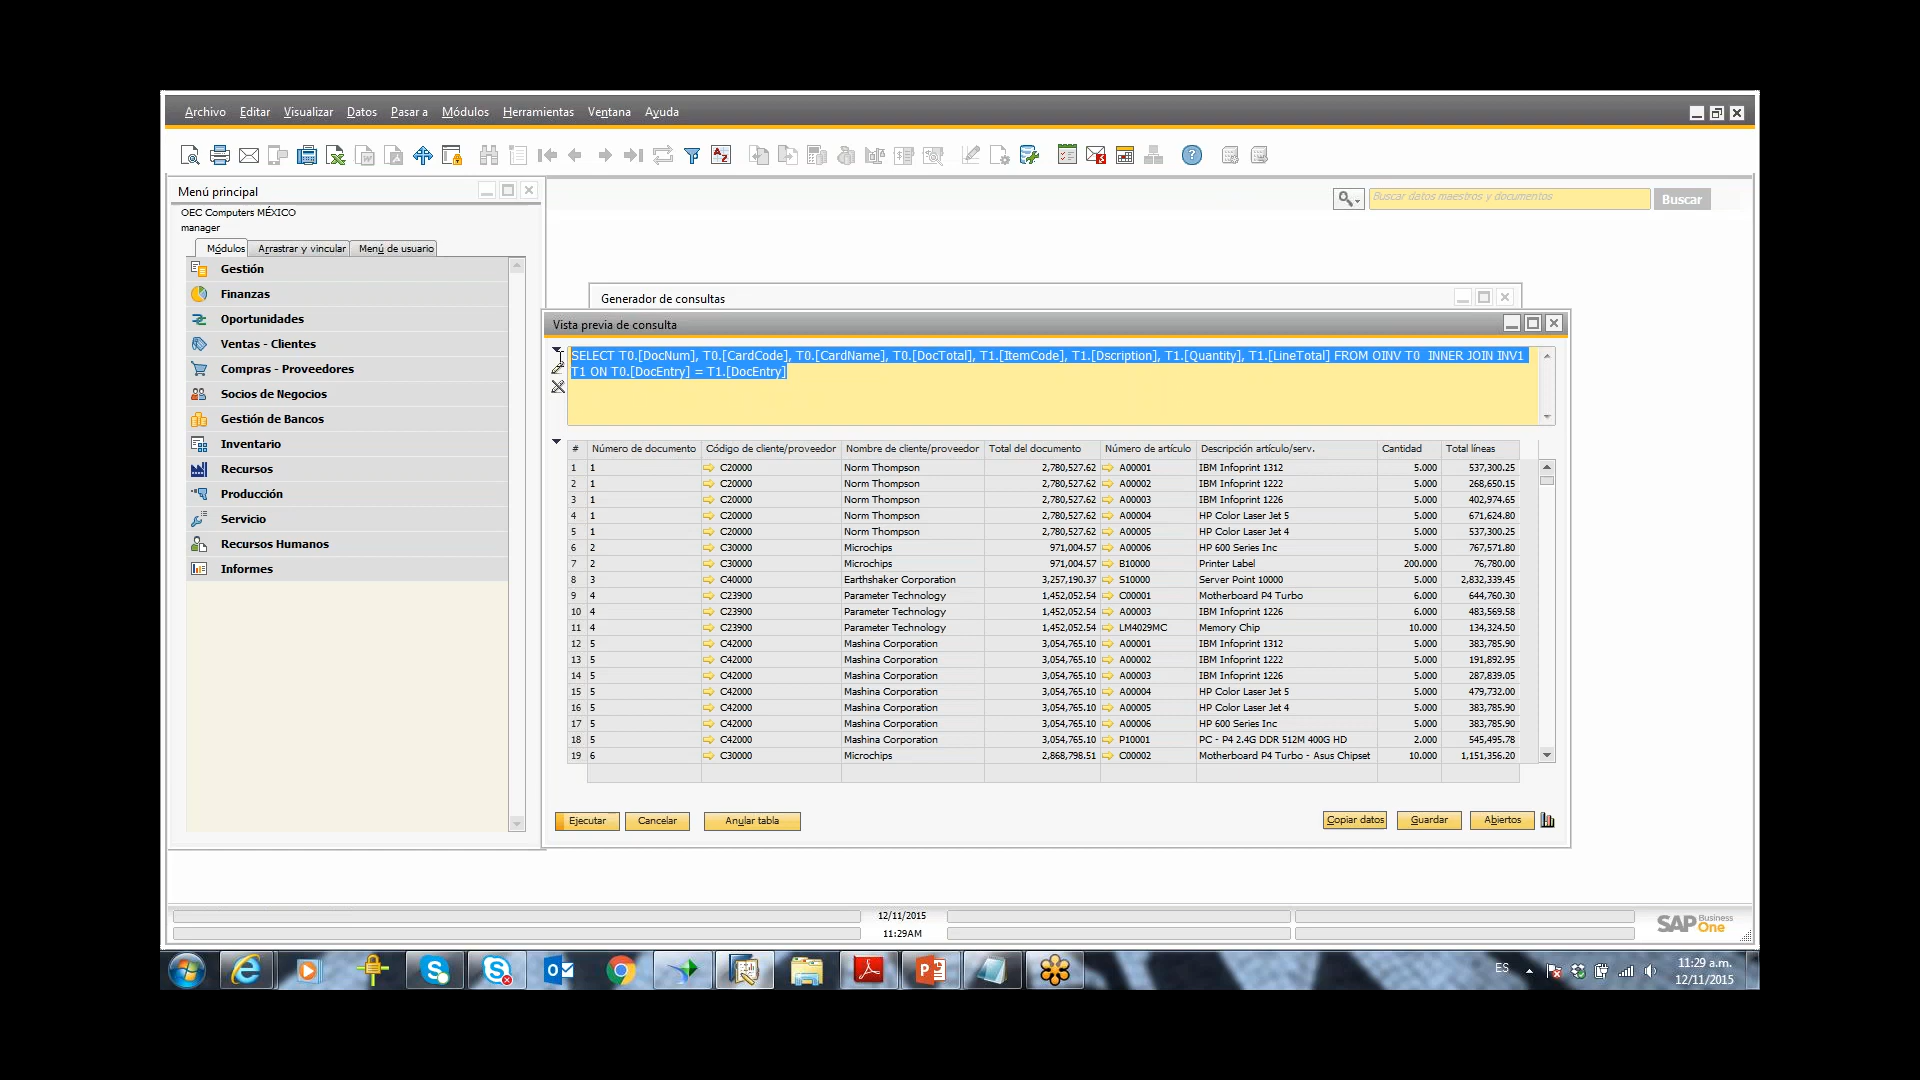 Archivo Editar Visualizar Datos Pasar a Módulos Herramientas Ventana Ayuda
Menú principal
Buscar datos maestros y documentos Buscar
OEC Computers MÉXICO
manager
Módulos Arrastrar y vincular Menú de usuario
Gestión
Finanzas
Oportunidades
Ventas - Clientes
Compras - Proveedores
Socios de Negocios
Gestión de Bancos
Inventario
Recursos
Producción
Servicio
Recursos Humanos
Informes
Generador de consultas
Vista previa de consulta
SELECT T0.[DocNum], T0.[CardCode], T0.[CardName], T0.[DocTotal], T1.[ItemCode], T1.[Dscription], T1.[Quantity], T1.[LineTotal] FROM OINV T0 INNER JOIN INV1
T1 ON T0.[DocEntry] = T1.[DocEntry]
# Número de documento Código de cliente/proveedor Nombre de cliente/proveedor Total del documento Número de artículo Descripción artículo/serv. Cantidad Total líneas
1 1 C20000 Norm Thompson 2,780,527.62 A00001 IBM Infoprint 1312 5.000 537,300.25
2 1 C20000 Norm Thompson 2,780,527.62 A00002 IBM Infoprint 1222 5.000 268,650.15
3 1 C20000 Norm Thompson 2,780,527.62 A00003 IBM Infoprint 1226 5.000 402,974.65
4 1 C20000 Norm Thompson 2,780,527.62 A00004 HP Color Laser Jet 5 5.000 671,624.80
5 1 C20000 Norm Thompson 2,780,527.62 A00005 HP Color Laser Jet 4 5.000 537,300.25
6 2 C30000 Microchips 971,004.57 A00006 HP 600 Series Inc 5.000 767,571.80
7 2 C30000 Microchips 971,004.57 B10000 Printer Label 200.000 76,780.00
8 3 C40000 Earthshaker Corporation 3,257,190.37 S10000 Server Point 10000 5.000 2,832,339.45
9 4 C23900 Parameter Technology 1,452,052.54 C00001 Motherboard P4 Turbo 6.000 644,760.30
10 4 C23900 Parameter Technology 1,452,052.54 A00003 IBM Infoprint 1226 6.000 483,569.58
11 4 C23900 Parameter Technology 1,452,052.54 LM4029MC Memory Chip 10.000 134,324.50
12 5 C42000 Mashina Corporation 3,054,765.10 A00001 IBM Infoprint 1312 5.000 383,785.90
13 5 C42000 Mashina Corporation 3,054,765.10 A00002 IBM Infoprint 1222 5.000 191,892.95
14 5 C42000 Mashina Corporation 3,054,765.10 A00003 IBM Infoprint 1226 5.000 287,839.05
15 5 C42000 Mashina Corporation 3,054,765.10 A00004 HP Color Laser Jet 5 5.000 479,732.00
16 5 C42000 Mashina Corporation 3,054,765.10 A00005 HP Color Laser Jet 4 5.000 383,785.90
17 5 C42000 Mashina Corporation 3,054,765.10 A00006 HP 600 Series Inc 5.000 383,785.90
18 5 C42000 Mashina Corporation 3,054,765.10 P10001 PC - P4 2.4G DDR 512M 400G HD 2.000 545,495.78
19 6 C30000 Microchips 2,868,798.51 C00002 Motherboard P4 Turbo - Asus Chipset 10.000 1,151,356.20
Ejecutar Cancelar Anular tabla Copiar datos Guardar Abiertos
12/11/2015
11:29AM
SAP Business One
ES
11:29 a.m.
12/11/2015